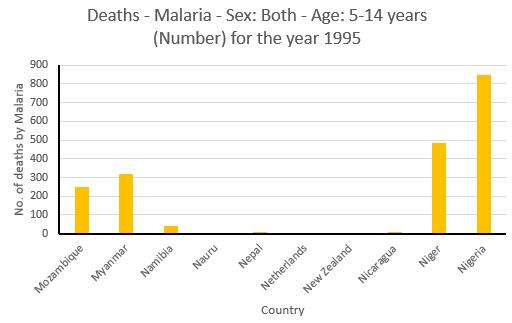 Deaths - Malaria - Sex: Both - Age: 5-14 years
(Number) for the year 1995
No. of deaths by Malaria
900
800
700
600
500
400
300
200
100
0
Mozambique
Myanmar
Namibia
Nauru
Nepal
Netherlands
New Zealand
Nicaragua
Niger
Nigeria
Country